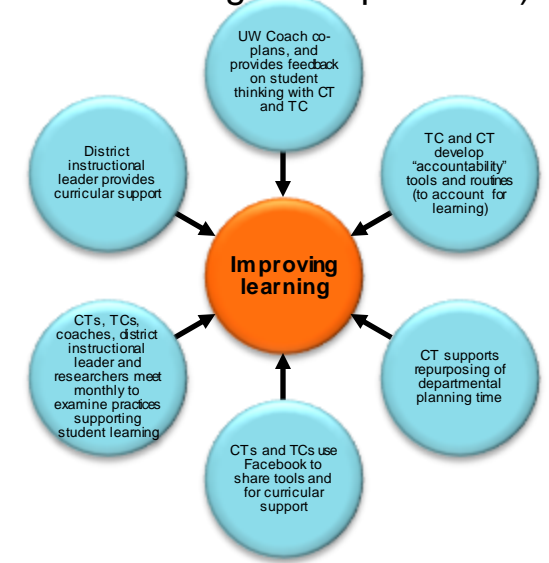 UW Coach co-
plans, and
provides feedback
on student
thinking with CT
and TC
District
instructional
leader provides
curricular support
TC and CT
develop
“accountability”
tools and routines
(to account for
learning)
Improving
learning
CTs, TCs,
coaches, district
instructional
leader and
researchers meet
monthly to
examine practices
supporting
student learning
CT supports
repurposing of
departmental
planning time
CTs and TCs use
Facebook to
share tools and
for curricular
support